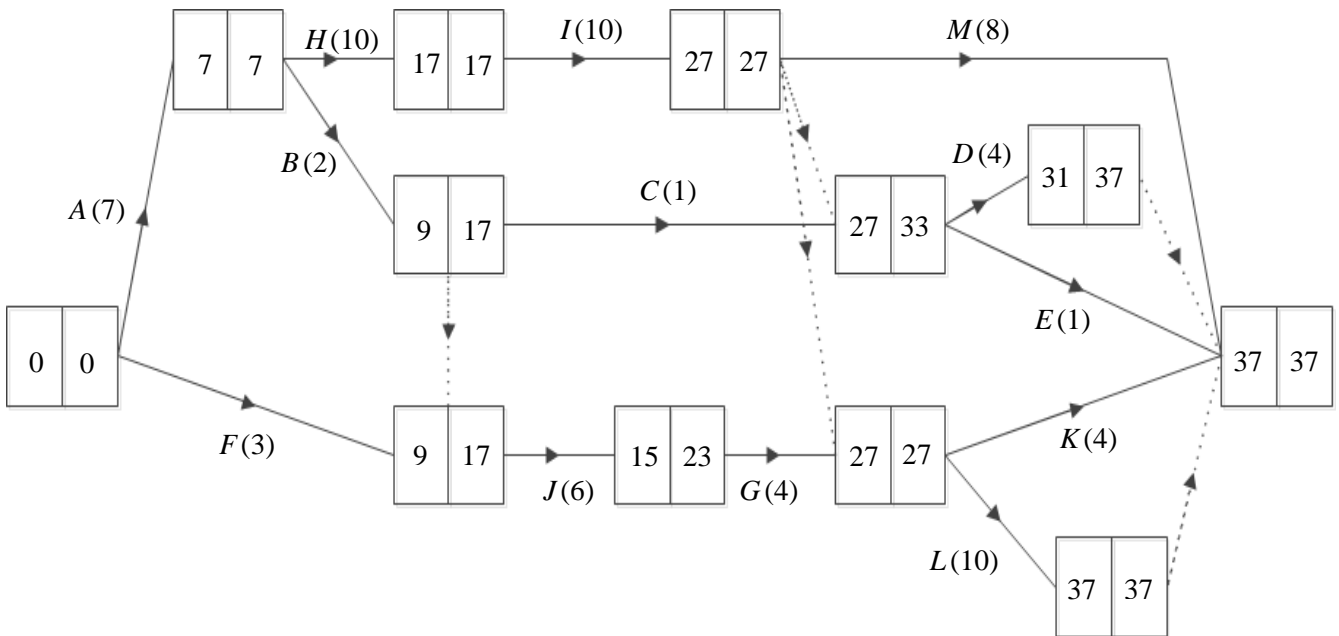 H(10) I(10) M(8)
7 7 17 17 27 27
B(2) D(4)
A(7) C(1) 31 37
9 17 27 33
E(1)
0 0 37 37
F(3) K(4)
9 17 15 23 27 27
J(6) G(4)
L(10)
37 37